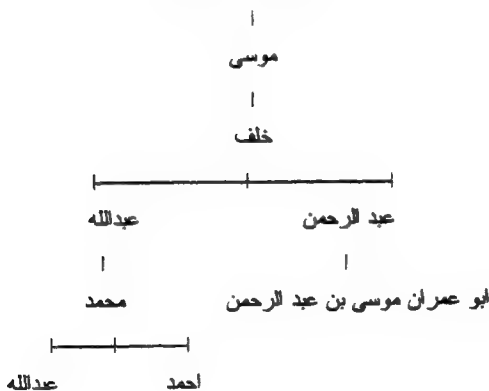 موسى
خلف
عبد الرحمن عبدالله
ابو عمران موسى بن عبد الرحمن محمد
احمد عبدالله